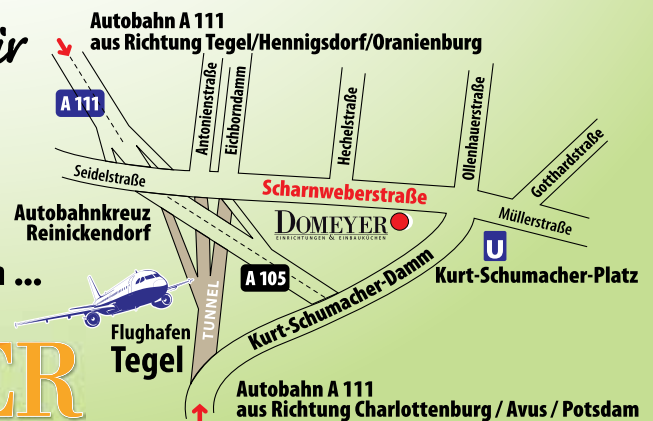 Autobahn A 111
aus Richtung Tegel/Hennigsdorf/Oranienburg
A 111
Antonienstraße
Eichborndamm
Hechelstraße
Ollenhauerstraße
Gotthardstraße
Seidelstraße
Scharnweberstraße
Müllerstraße
Autobahnkreuz
Reinickendorf
DOMEYER
EINRICHTUNGEN & EINBAUKÜCHEN
U
Kurt-Schumacher-Platz
A 105
Kurt-Schumacher-Damm
TUNNEL
Flughafen
Tegel
Autobahn A 111
aus Richtung Charlottenburg / Avus / Potsdam